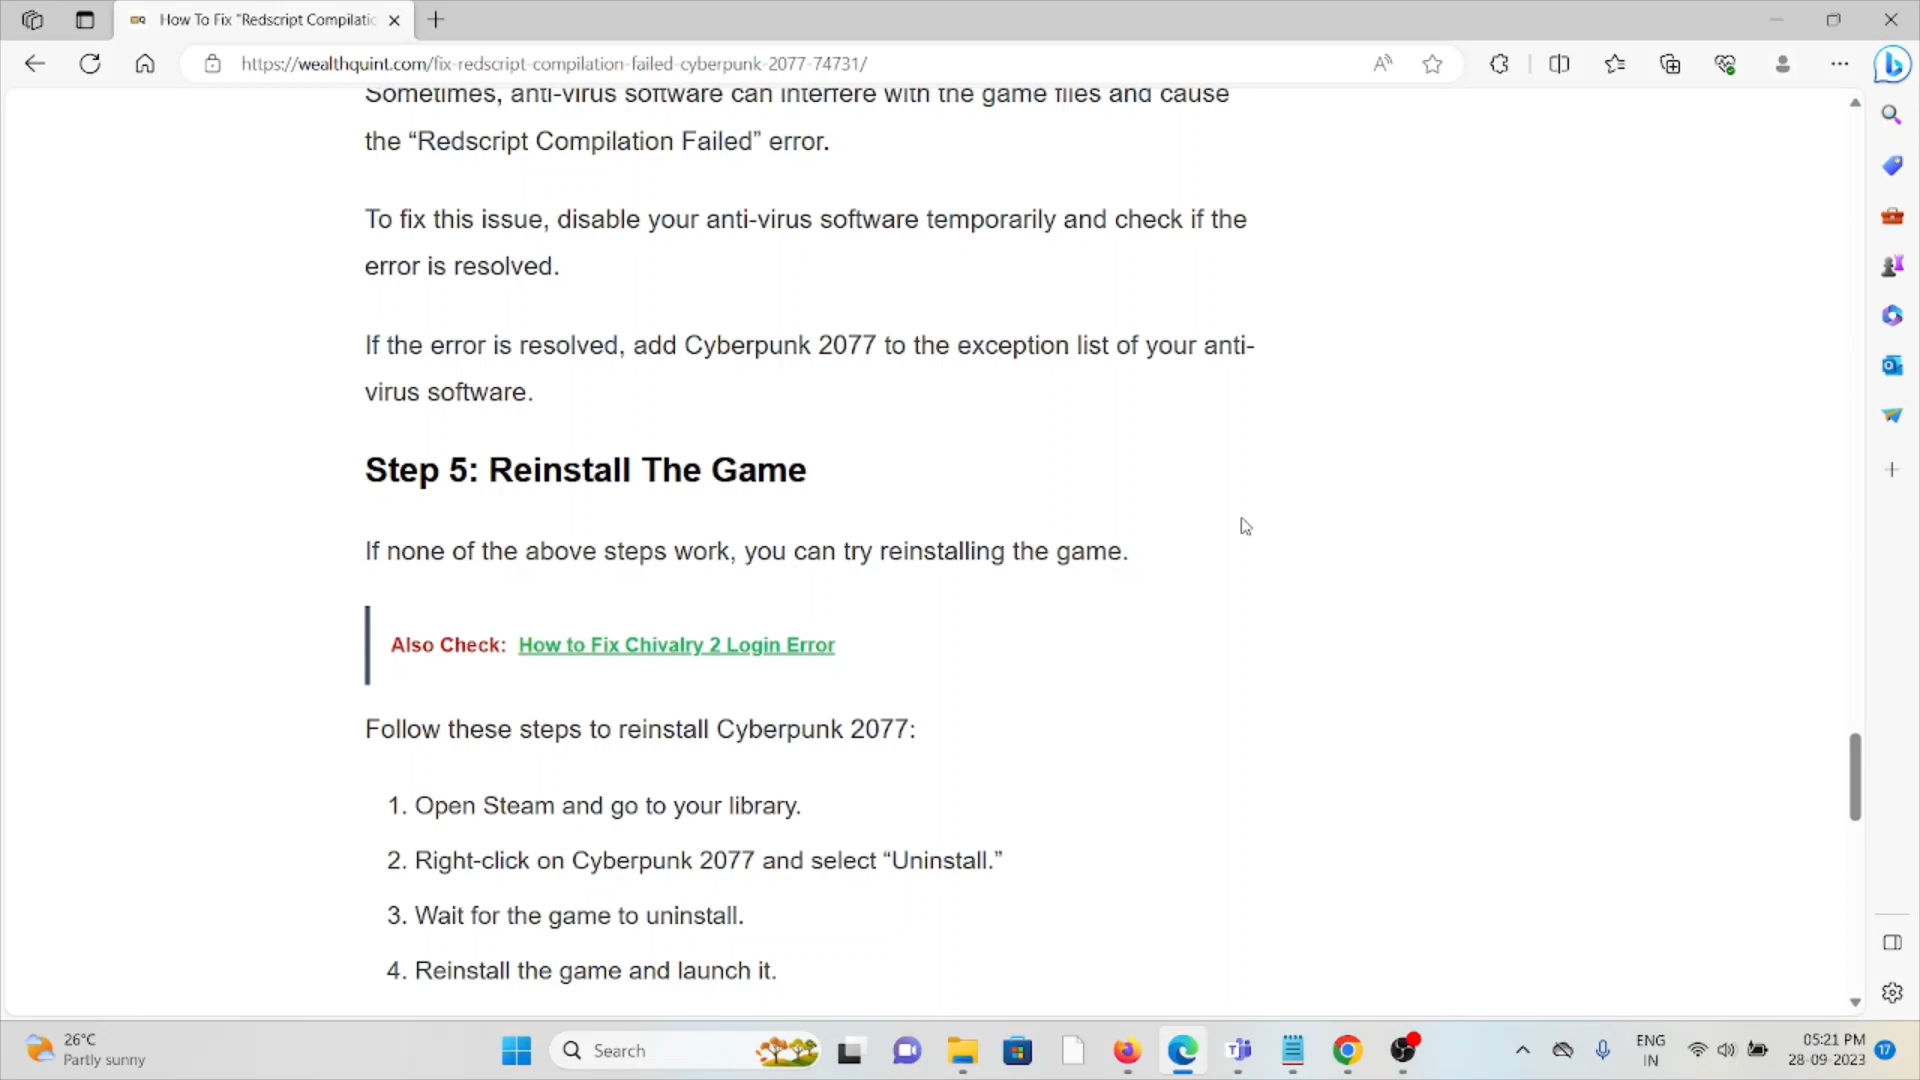 How To Fix "Redscript Compilatic
https://wealthquint.com/fix-redscript-compilation-failed-cyberpunk-2077-74731/
Sometimes, anti-virus software can interfere with the game files and cause
the “Redscript Compilation Failed” error.
To fix this issue, disable your anti-virus software temporarily and check if the
error is resolved.
If the error is resolved, add Cyberpunk 2077 to the exception list of your anti-
virus software.
Step 5: Reinstall The Game
If none of the above steps work, you can try reinstalling the game.
Also Check: How to Fix Chivalry 2 Login Error
Follow these steps to reinstall Cyberpunk 2077:
1. Open Steam and go to your library.
2. Right-click on Cyberpunk 2077 and select “Uninstall.”
3. Wait for the game to uninstall.
4. Reinstall the game and launch it.
26°C
Partly sunny
Search
ENG
IN
05:21 PM
28-09-2023
17